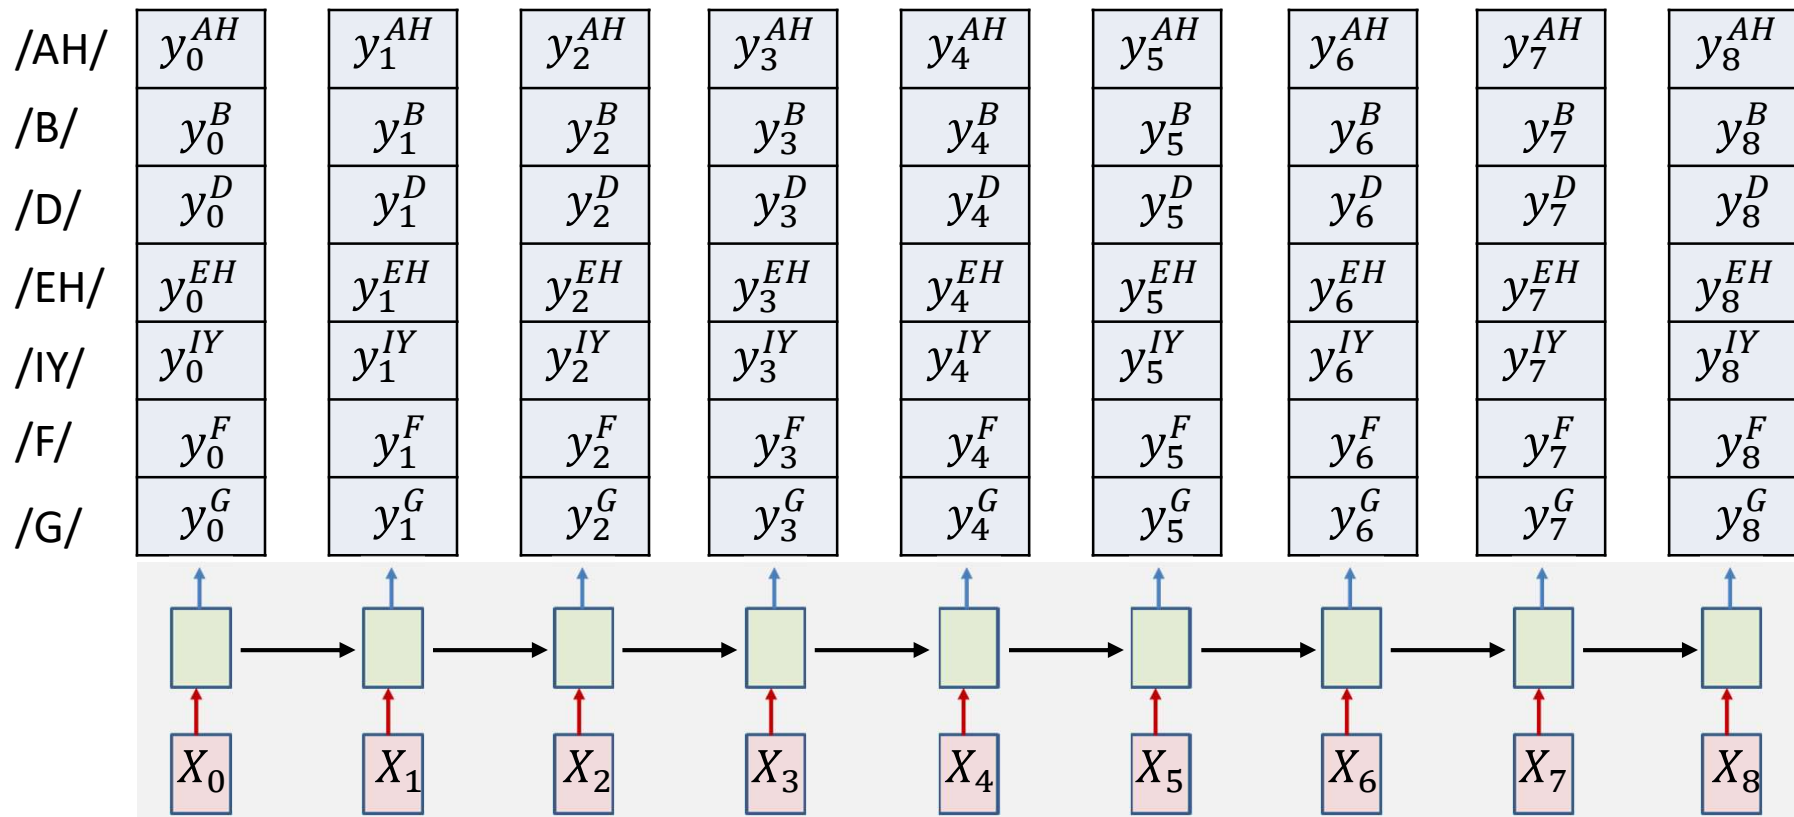 /AH/ y_0^{AH} y_1^{AH} y_2^{AH} y_3^{AH} y_4^{AH} y_5^{AH} y_6^{AH} y_7^{AH} y_8^{AH}
/B/ y_0^B y_1^B y_2^B y_3^B y_4^B y_5^B y_6^B y_7^B y_8^B
/D/ y_0^D y_1^D y_2^D y_3^D y_4^D y_5^D y_6^D y_7^D y_8^D
/EH/ y_0^{EH} y_1^{EH} y_2^{EH} y_3^{EH} y_4^{EH} y_5^{EH} y_6^{EH} y_7^{EH} y_8^{EH}
/IY/ y_0^{IY} y_1^{IY} y_2^{IY} y_3^{IY} y_4^{IY} y_5^{IY} y_6^{IY} y_7^{IY} y_8^{IY}
/F/ y_0^F y_1^F y_2^F y_3^F y_4^F y_5^F y_6^F y_7^F y_8^F
/G/ y_0^G y_1^G y_2^G y_3^G y_4^G y_5^G y_6^G y_7^G y_8^G
X_0 X_1 X_2 X_3 X_4 X_5 X_6 X_7 X_8